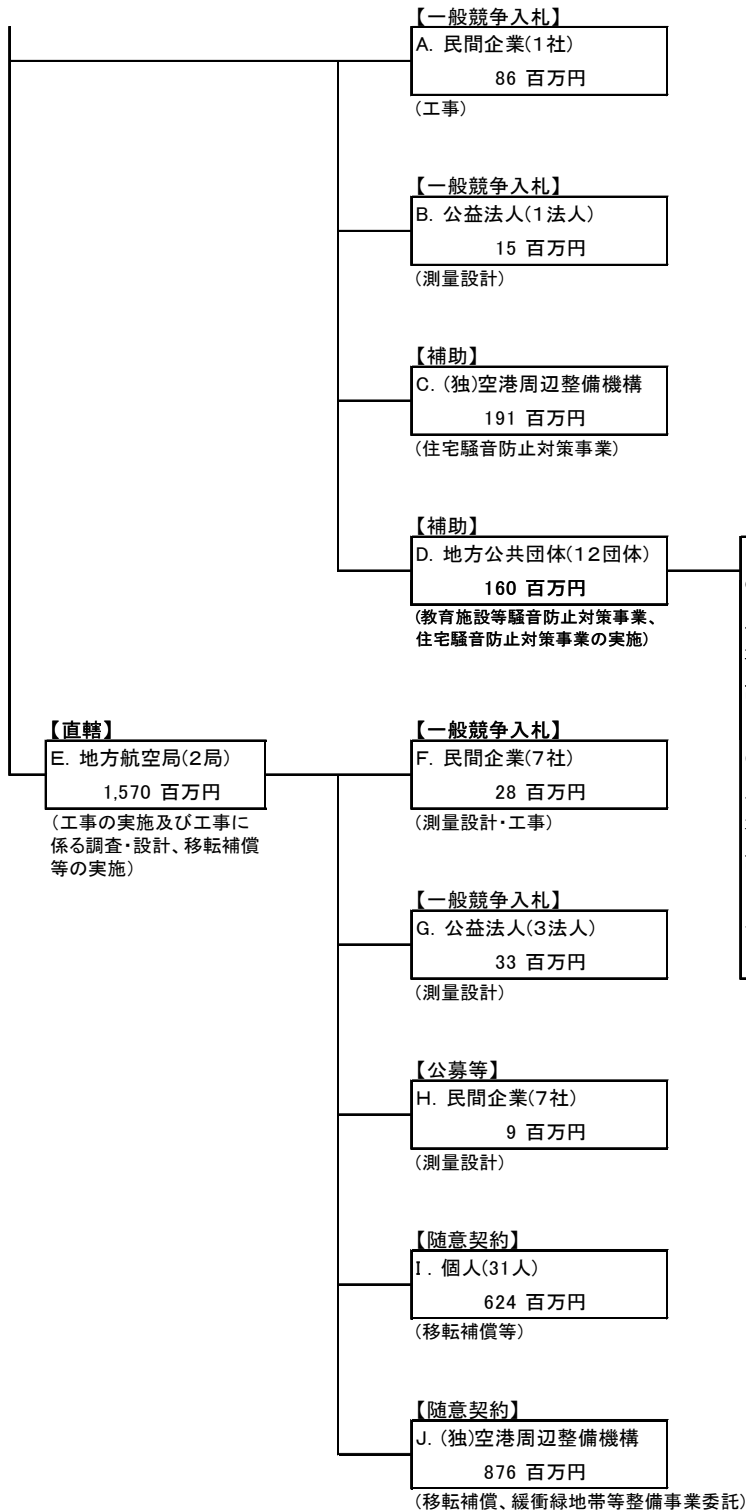 【一般競争入札】
A. 民間企業(1社)
86 百万円
(工事)
【一般競争入札】
B. 公益法人(1法人)
15 百万円
(測量設計)
【補助】
C. (独)空港周辺整備機構
191 百万円
(住宅騒音防止対策事業)
【補助】
D. 地方公共団体(12団体)
160 百万円
(教育施設等騒音防止対策事業、
住宅騒音防止対策事業の実施)
【直轄】
E. 地方航空局(2局)
1,570 百万円
(工事の実施及び工事に
係る調査・設計、移転補償
等の実施)
【一般競争入札】
F. 民間企業(7社)
28 百万円
(測量設計・工事)
【一般競争入札】
G. 公益法人(3法人)
33 百万円
(測量設計)
【公募等】
H. 民間企業(7社)
9 百万円
(測量設計)
【随意契約】
I . 個人(31人)
624 百万円
(移転補償等)
【随意契約】
J. (独)空港周辺整備機構
876 百万円
(移転補償、緩衝緑地帯等整備事業委託)